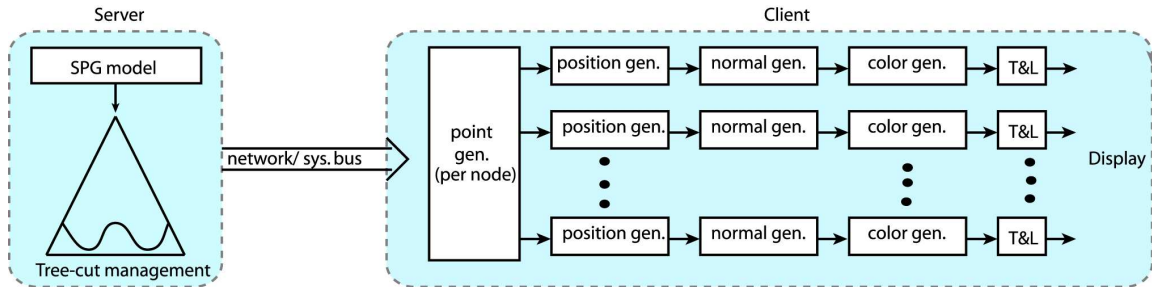 Server
Client
SPG model
Tree-cut management
network/ sys. bus
point
gen.
(per node)
position gen.
normal gen.
color gen.
T&L
position gen.
normal gen.
color gen.
T&L
Display
position gen.
normal gen.
color gen.
T&L